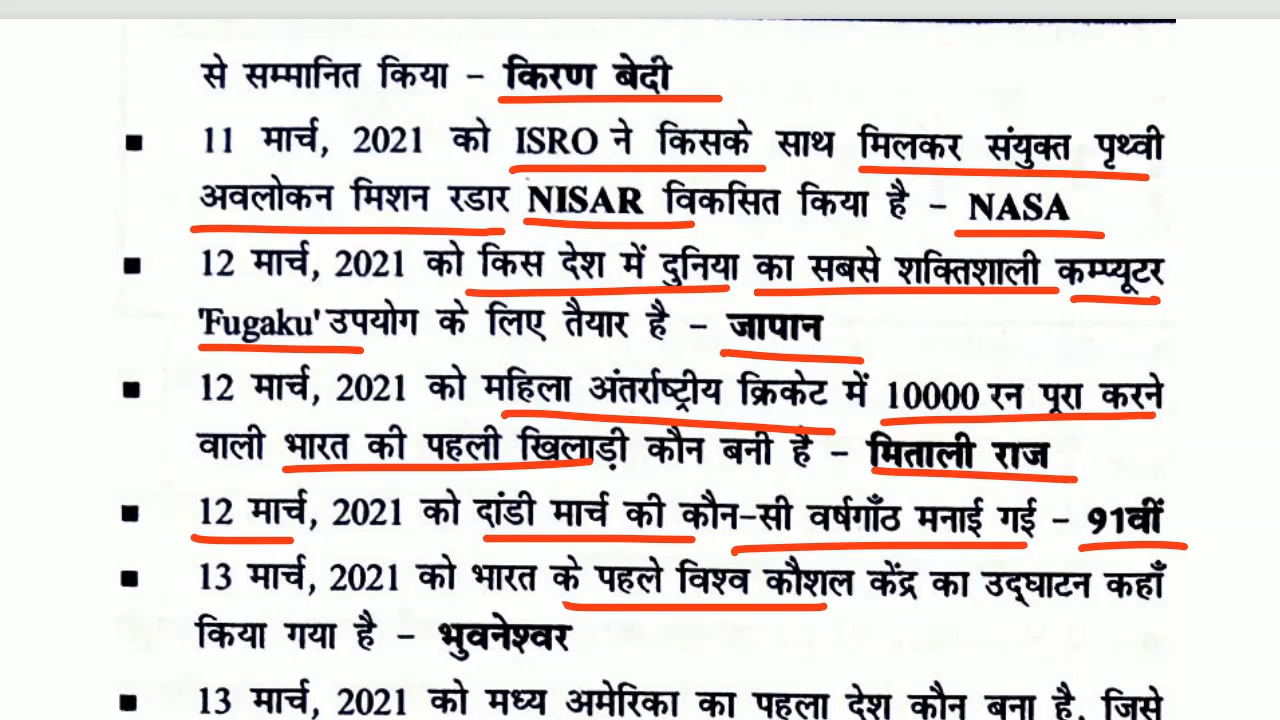 से सम्मानित किया – किरण बेदी
■ 11 मार्च, 2021 को ISRO ने किसके साथ मिलकर संयुक्त पृथ्वी
अवलोकन मिशन रडार NISAR विकसित किया है – NASA
■ 12 मार्च, 2021 को किस देश में दुनिया का सबसे शक्तिशाली कम्प्यूटर
'Fugaku' उपयोग के लिए तैयार है – जापान
■ 12 मार्च, 2021 को महिला अंतर्राष्ट्रीय क्रिकेट में 10000 रन पूरा करने
वाली भारत की पहली खिलाड़ी कौन बनी है – मिताली राज
■ 12 मार्च, 2021 को दांडी मार्च की कौन-सी वर्षगाँठ मनाई गई – 91वीं
■ 13 मार्च, 2021 को भारत के पहले विश्व कौशल केंद्र का उद्घाटन कहाँ
किया गया है – भुवनेश्वर
■ 13 मार्च, 2021 को मध्य अमेरिका का पहला देश कौन बना है, जिसे